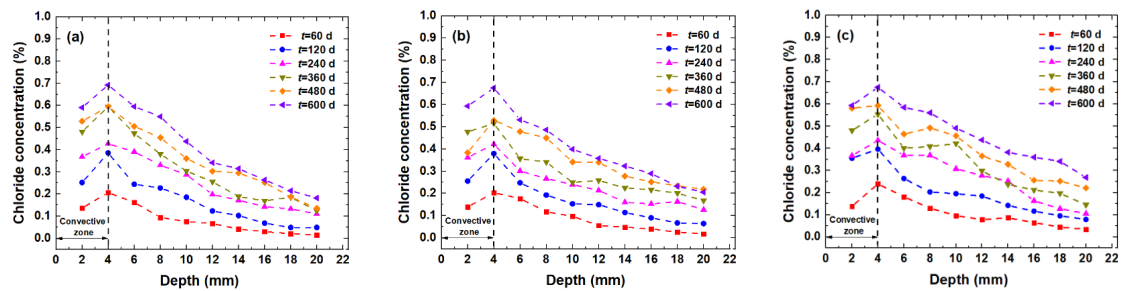 1.0
0.9
0.8
0.7
0.6
0.5
0.4
0.3
0.2
0.1
0.0
Chloride concentration (%)
(a)
t=60 d
t=120 d
t=240 d
t=360 d
t=480 d
t=600 d
Convective
zone
0 2 4 6 8 10 12 14 16 18 20 22
Depth (mm)
1.0
0.9
0.8
0.7
0.6
0.5
0.4
0.3
0.2
0.1
0.0
Chloride concentration (%)
(b)
t=60 d
t=120 d
t=240 d
t=360 d
t=480 d
t=600 d
Convective
zone
0 2 4 6 8 10 12 14 16 18 20 22
Depth (mm)
1.0
0.9
0.8
0.7
0.6
0.5
0.4
0.3
0.2
0.1
0.0
Chloride concentration (%)
(c)
t=60 d
t=120 d
t=240 d
t=360 d
t=480 d
t=600 d
Convective
zone
0 2 4 6 8 10 12 14 16 18 20 22
Depth (mm)